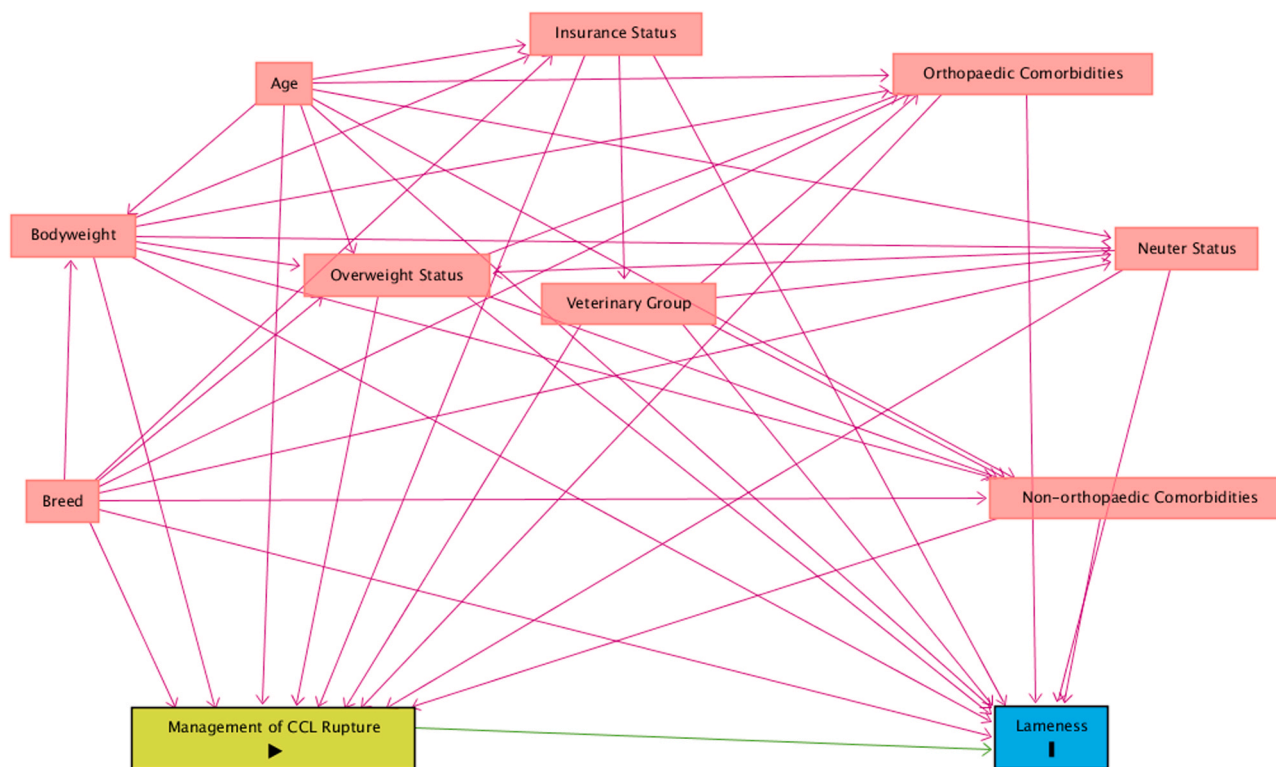 Insurance Status
Age
Orthopaedic Comorbidities
Bodyweight
Neuter Status
Overweight Status
Veterinary Group
Breed
Non-orthopaedic Comorbidities
Management of CCL Rupture
Lameness